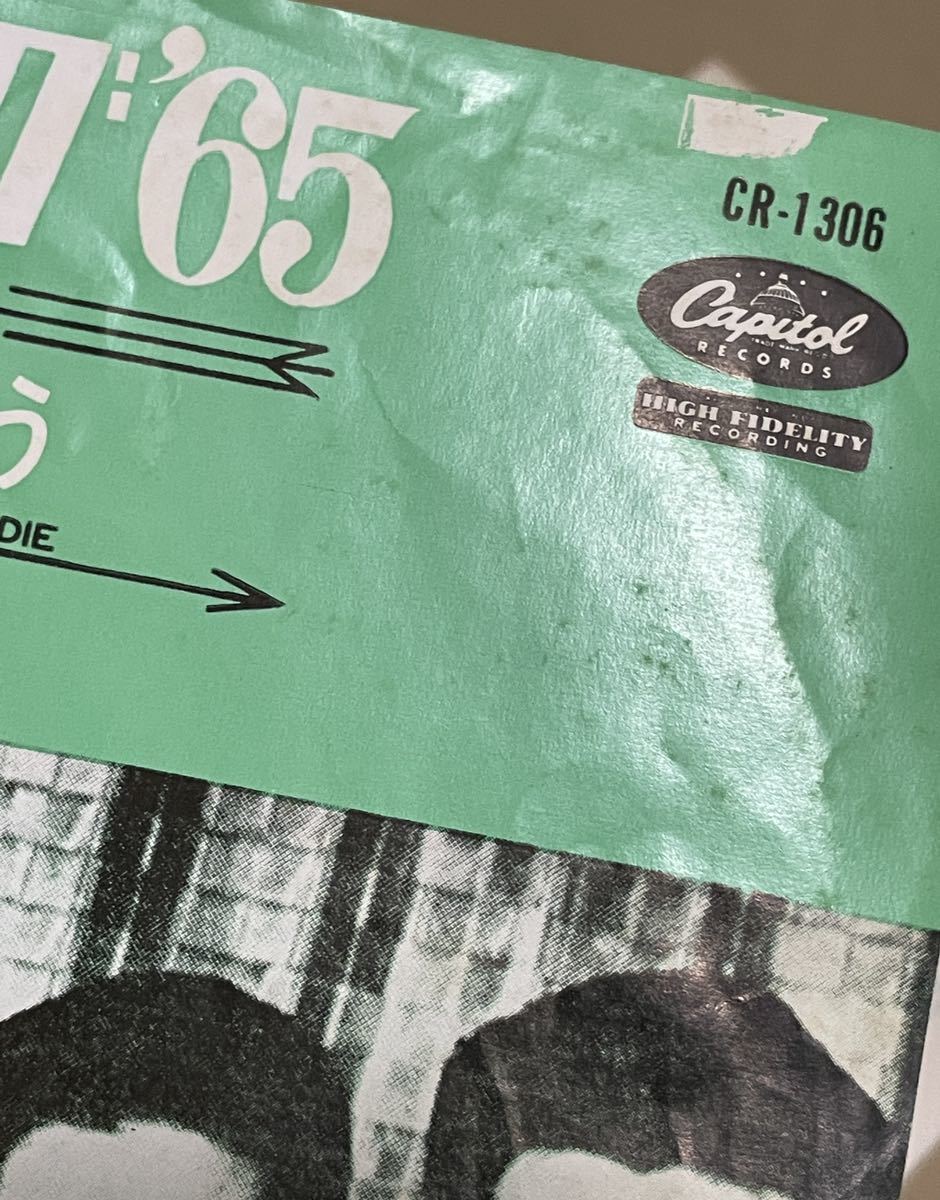 :'65
CR-1306
Capitol
RECORDS
HIGH FIDELITY
RECORDING
う
DIE